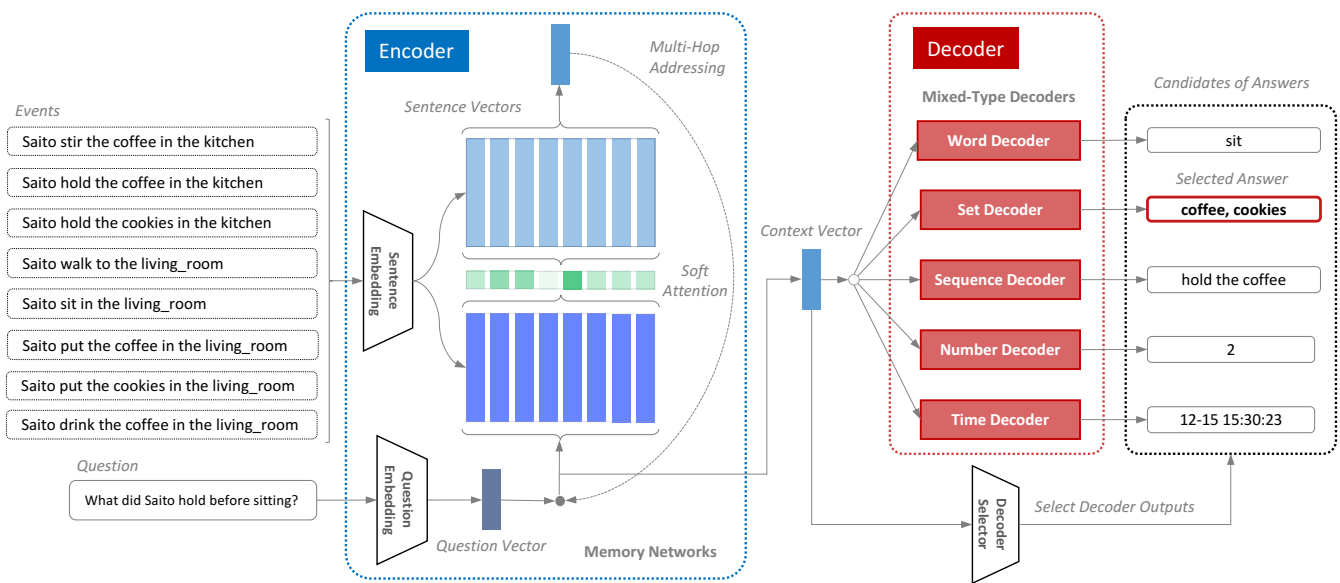 Events
Saito stir the coffee in the kitchen
Saito hold the coffee in the kitchen
Saito hold the cookies in the kitchen
Saito walk to the living_room
Saito sit in the living_room
Saito put the coffee in the living_room
Saito put the cookies in the living_room
Saito drink the coffee in the living_room
Question
What did Saito hold before sitting?
Encoder
Multi-Hop
Addressing
Sentence Vectors
Sentence
Embedding
Soft
Attention
Question
Embedding
Question Vector
Memory Networks
Context Vector
Decoder
Mixed-Type Decoders
Word Decoder
Set Decoder
Sequence Decoder
Number Decoder
Time Decoder
Decoder
Selector
Select Decoder Outputs
Candidates of Answers
sit
Selected Answer
coffee, cookies
hold the coffee
2
12-15 15:30:23